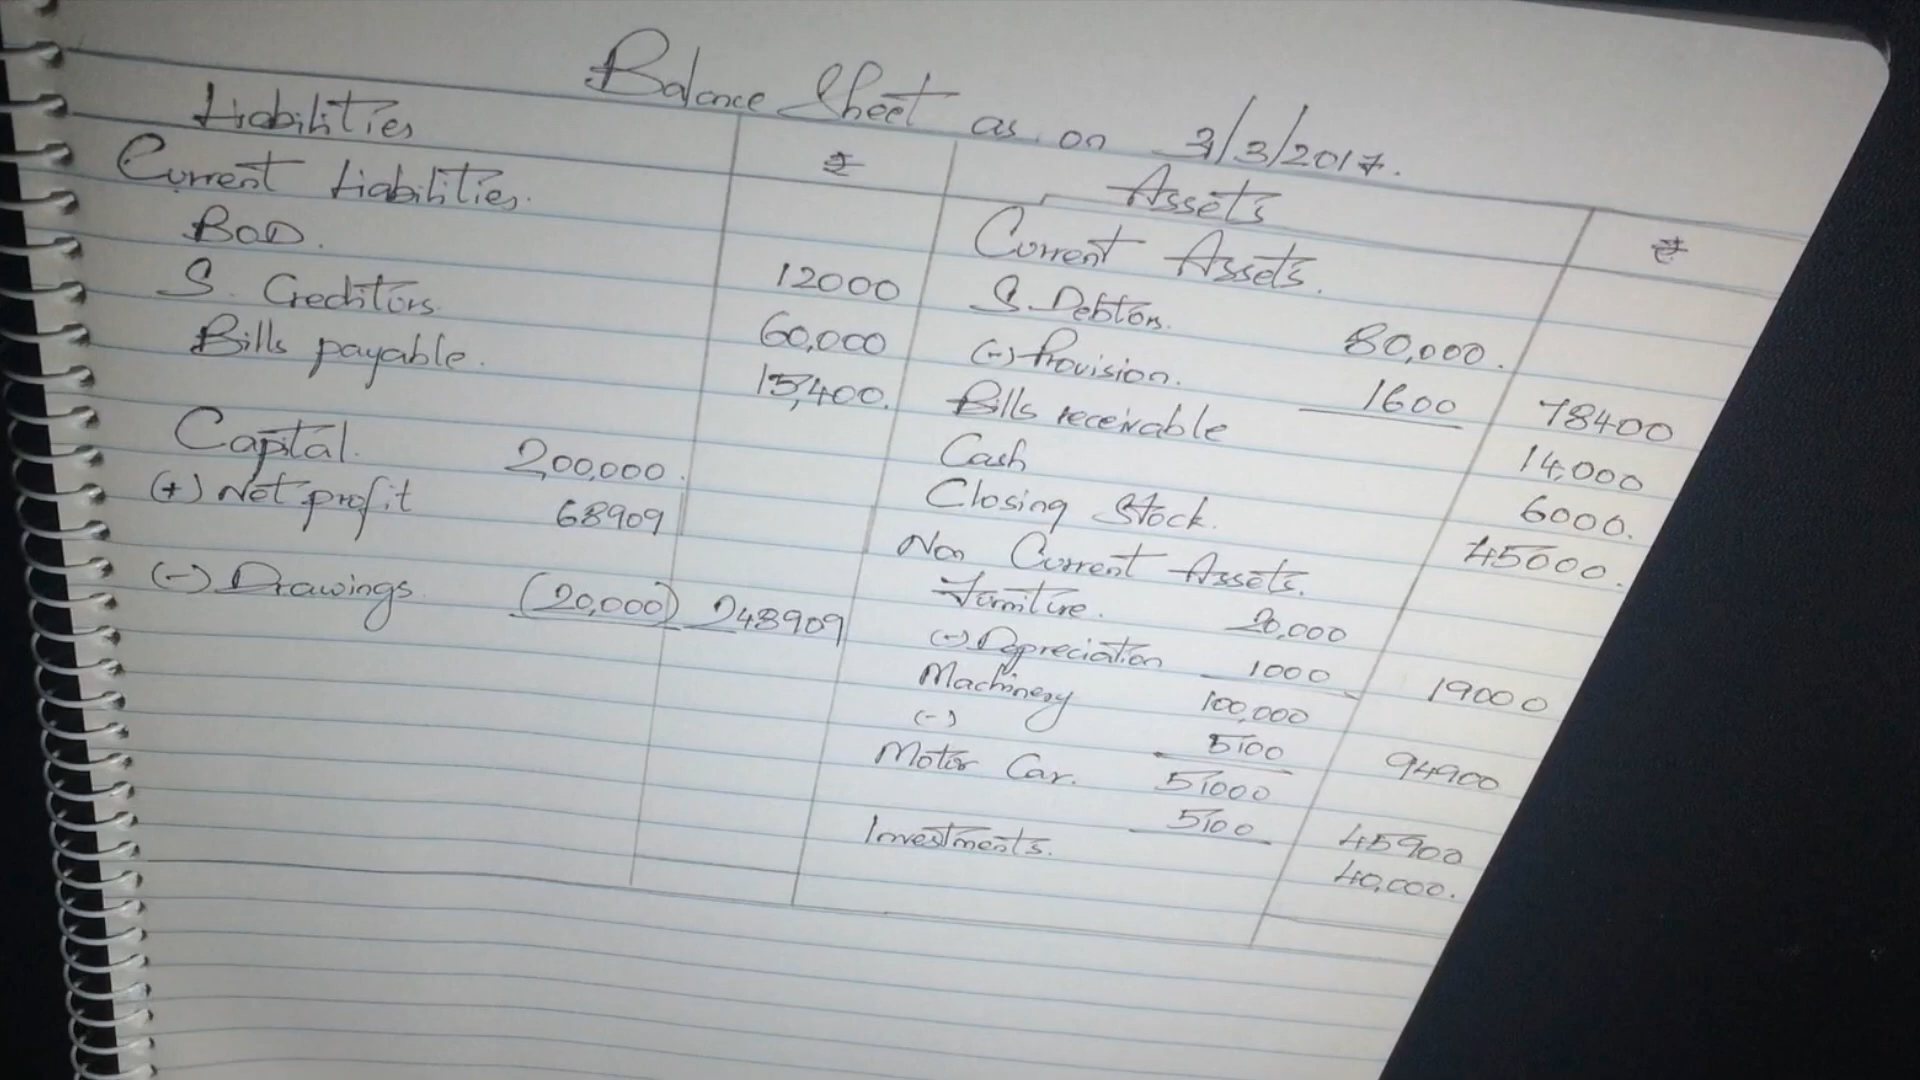 Balance Sheet as on 31/3/2017.
Liabilities ₹ Assets ₹
Current Liabilities.
BOD. 12000
S. Creditors 60,000
Bills payable. 15,400.
Capital. 200,000.
(+) Net profit 68909
(-) Drawings (20,000) 248909
Current Assets.
S. Debtors. 80,000.
(-) Provision. 1600 78400
Bills receivable 14,000
Cash 6000.
Closing Stock. 45000.
Non Current Assets.
Furniture. 20,000
(-) Depreciation 1000 19000
Machinery 100,000
(-) 5100 94900
Motor Car. 51000
5100 45900
Investments. 40,000.